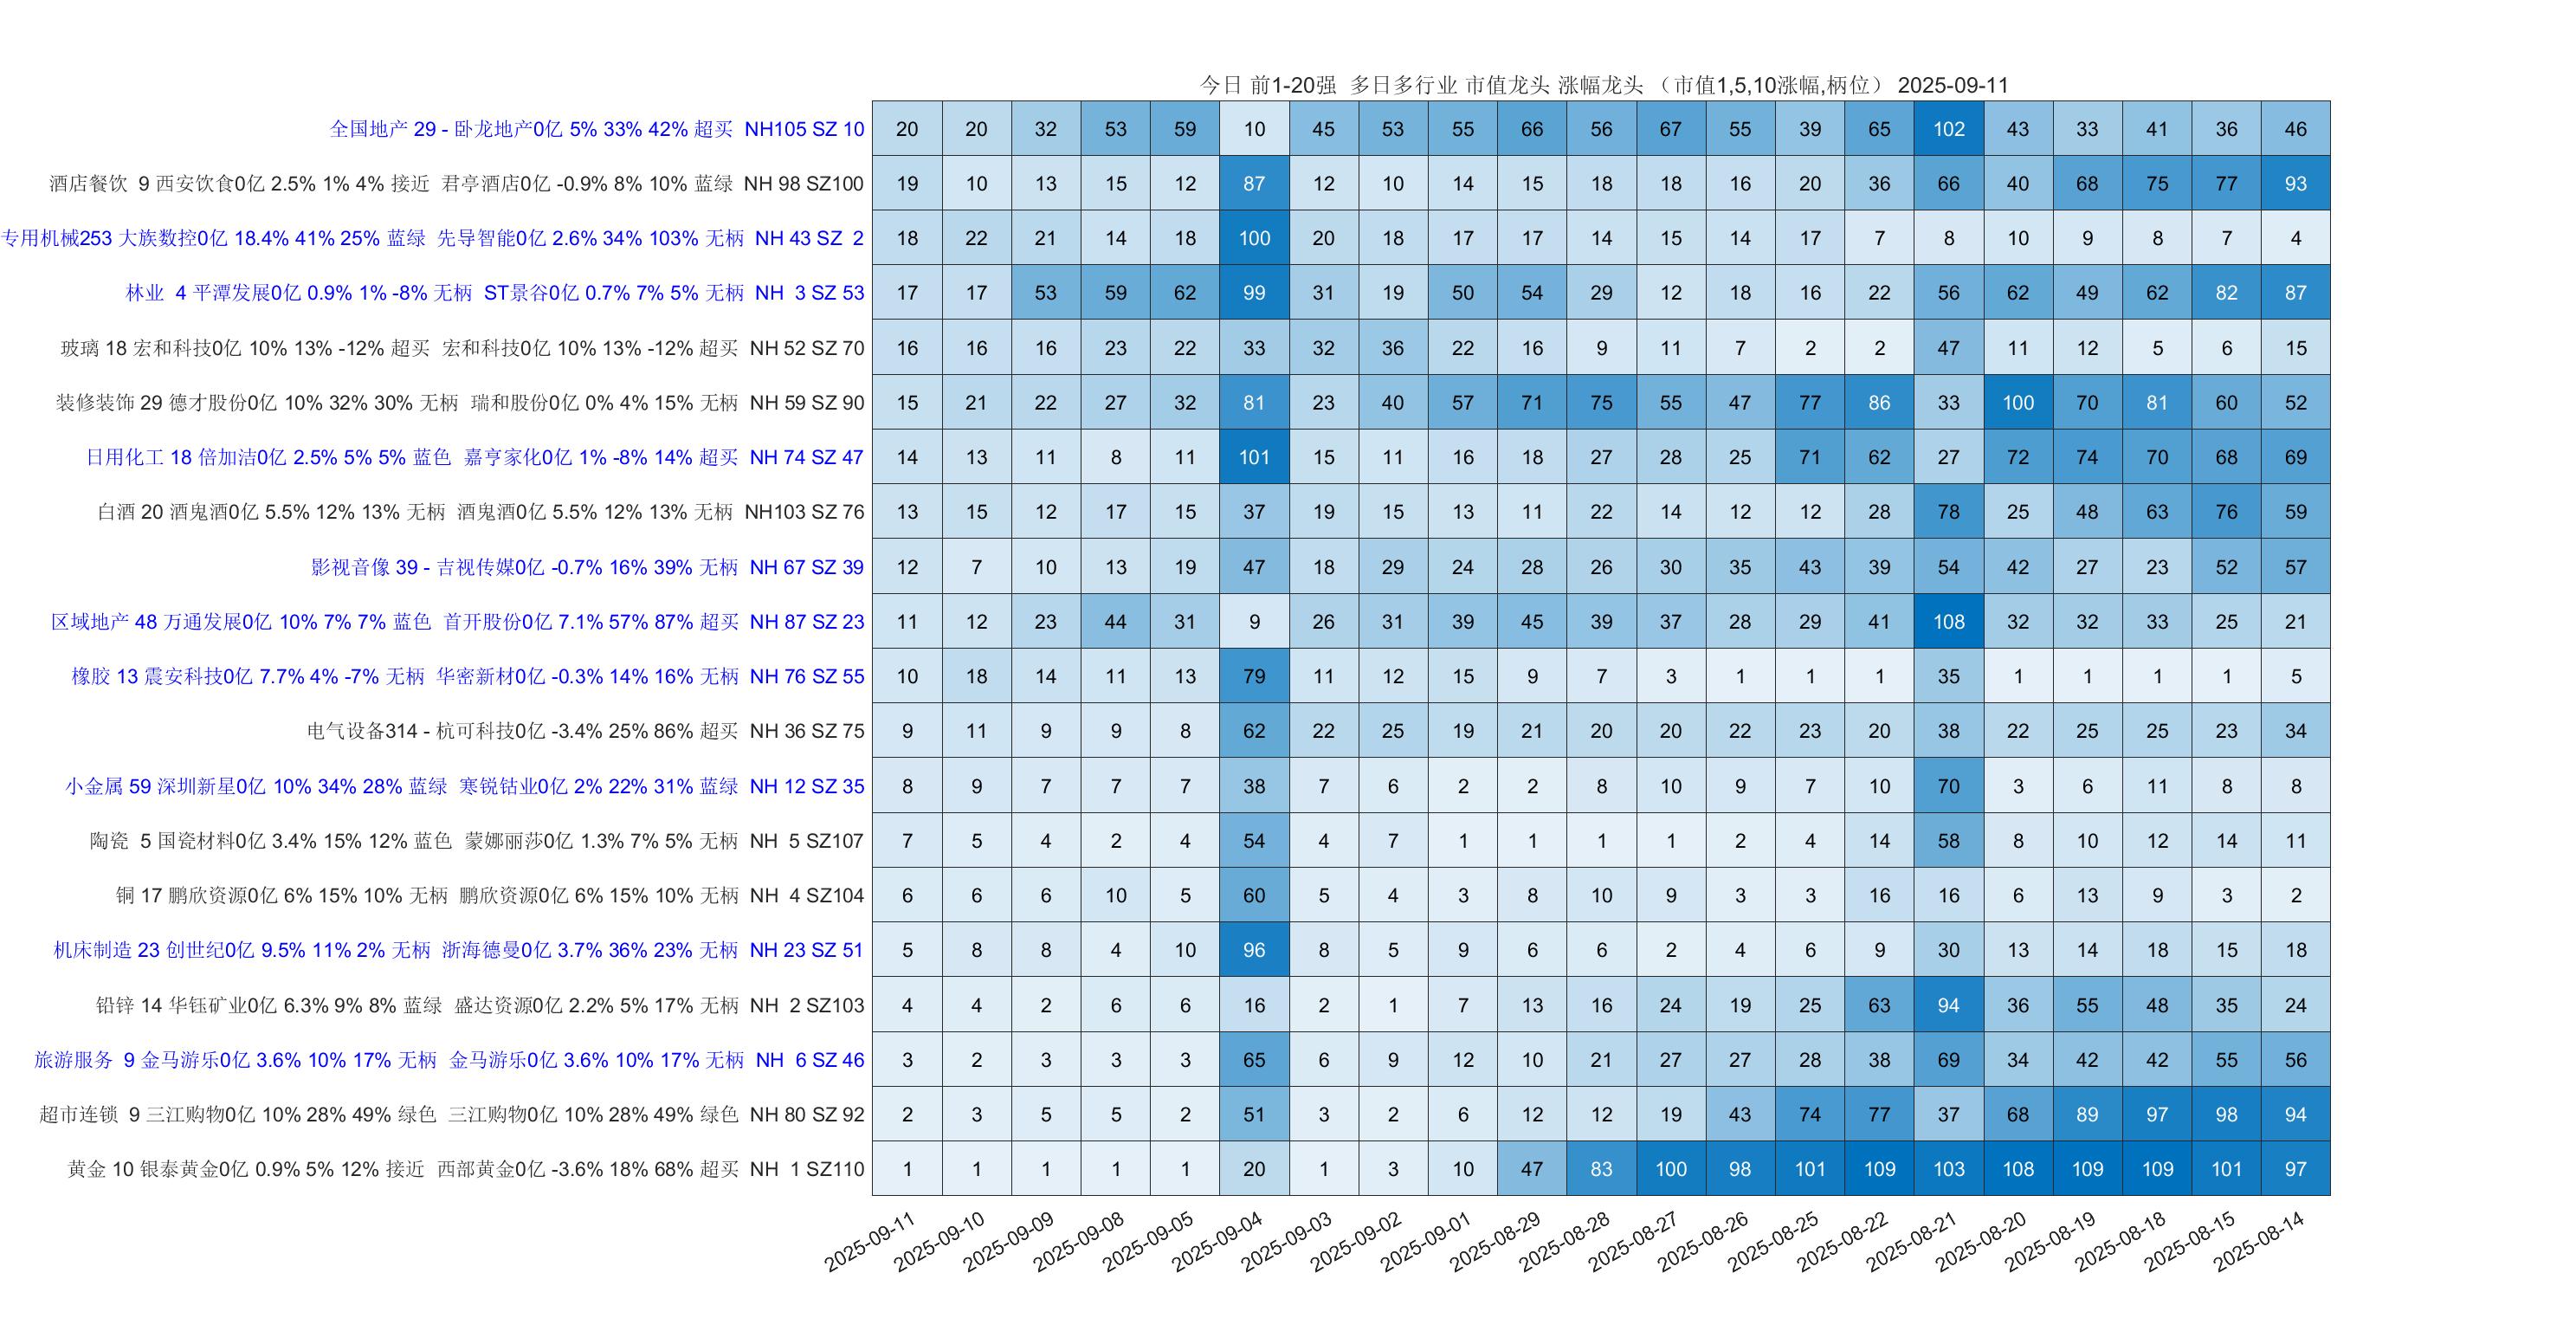 今日 前1-20强 多日多行业 市值龙头 涨幅龙头 （市值1,5,10涨幅,柄位） 2025-09-11
全国地产 29 - 卧龙地产0亿 5% 33% 42% 超买 NH105 SZ 10 20 20 32 53 59 10 45 53 55 66 56 67 55 39 65 102 43 33 41 36 46
酒店餐饮 9 西安饮食0亿 2.5% 1% 4% 接近 君亭酒店0亿 -0.9% 8% 10% 蓝绿 NH 98 SZ100 19 10 13 15 12 87 12 10 14 15 18 18 16 20 36 66 40 68 75 77 93
专用机械253 大族数控0亿 18.4% 41% 25% 蓝绿 先导智能0亿 2.6% 34% 103% 无柄 NH 43 SZ 2 18 22 21 14 18 100 20 18 17 17 14 15 14 17 7 8 10 9 8 7 4
林业 4 平潭发展0亿 0.9% 1% -8% 无柄 ST景谷0亿 0.7% 7% 5% 无柄 NH 3 SZ 53 17 17 53 59 62 99 31 19 50 54 29 12 18 16 22 56 62 49 62 82 87
玻璃 18 宏和科技0亿 10% 13% -12% 超买 宏和科技0亿 10% 13% -12% 超买 NH 52 SZ 70 16 16 16 23 22 33 32 36 22 16 9 11 7 2 2 47 11 12 5 6 15
装修装饰 29 德才股份0亿 10% 32% 30% 无柄 瑞和股份0亿 0% 4% 15% 无柄 NH 59 SZ 90 15 21 22 27 32 81 23 40 57 71 75 55 47 77 86 33 100 70 81 60 52
日用化工 18 倍加洁0亿 2.5% 5% 5% 蓝色 嘉亨家化0亿 1% -8% 14% 超买 NH 74 SZ 47 14 13 11 8 11 101 15 11 16 18 27 28 25 71 62 27 72 74 70 68 69
白酒 20 酒鬼酒0亿 5.5% 12% 13% 无柄 酒鬼酒0亿 5.5% 12% 13% 无柄 NH103 SZ 76 13 15 12 17 15 37 19 15 13 11 22 14 12 12 28 78 25 48 63 76 59
影视音像 39 - 吉视传媒0亿 -0.7% 16% 39% 无柄 NH 67 SZ 39 12 7 10 13 19 47 18 29 24 28 26 30 35 43 39 54 42 27 23 52 57
区域地产 48 万通发展0亿 10% 7% 7% 蓝色 首开股份0亿 7.1% 57% 87% 超买 NH 87 SZ 23 11 12 23 44 31 9 26 31 39 45 39 37 28 29 41 108 32 32 33 25 21
橡胶 13 震安科技0亿 7.7% 4% -7% 无柄 华密新材0亿 -0.3% 14% 16% 无柄 NH 76 SZ 55 10 18 14 11 13 79 11 12 15 9 7 3 1 1 1 35 1 1 1 1 5
电气设备314 - 杭可科技0亿 -3.4% 25% 86% 超买 NH 36 SZ 75 9 11 9 9 8 62 22 25 19 21 20 20 22 23 20 38 22 25 25 23 34
小金属 59 深圳新星0亿 10% 34% 28% 蓝绿 寒锐钴业0亿 2% 22% 31% 蓝绿 NH 12 SZ 35 8 9 7 7 7 38 7 6 2 2 8 10 9 7 10 70 3 6 11 8 8
陶瓷 5 国瓷材料0亿 3.4% 15% 12% 蓝色 蒙娜丽莎0亿 1.3% 7% 5% 无柄 NH 5 SZ107 7 5 4 2 4 54 4 7 1 1 1 1 2 4 14 58 8 10 12 14 11
铜 17 鹏欣资源0亿 6% 15% 10% 无柄 鹏欣资源0亿 6% 15% 10% 无柄 NH 4 SZ104 6 6 6 10 5 60 5 4 3 8 10 9 3 3 16 16 6 13 9 3 2
机床制造 23 创世纪0亿 9.5% 11% 2% 无柄 浙海德曼0亿 3.7% 36% 23% 无柄 NH 23 SZ 51 5 8 8 4 10 96 8 5 9 6 6 2 4 6 9 30 13 14 18 15 18
铅锌 14 华钰矿业0亿 6.3% 9% 8% 蓝绿 盛达资源0亿 2.2% 5% 17% 无柄 NH 2 SZ103 4 4 2 6 6 16 2 1 7 13 16 24 19 25 63 94 36 55 48 35 24
旅游服务 9 金马游乐0亿 3.6% 10% 17% 无柄 金马游乐0亿 3.6% 10% 17% 无柄 NH 6 SZ 46 3 2 3 3 3 65 6 9 12 10 21 27 27 28 38 69 34 42 42 55 56
超市连锁 9 三江购物0亿 10% 28% 49% 绿色 三江购物0亿 10% 28% 49% 绿色 NH 80 SZ 92 2 3 5 5 2 51 3 2 6 12 12 19 43 74 77 37 68 89 97 98 94
黄金 10 银泰黄金0亿 0.9% 5% 12% 接近 西部黄金0亿 -3.6% 18% 68% 超买 NH 1 SZ110 1 1 1 1 1 20 1 3 10 47 83 100 98 101 109 103 108 109 109 101 97
2025-09-11 2025-09-10 2025-09-09 2025-09-08 2025-09-05 2025-09-04 2025-09-03 2025-09-02 2025-09-01 2025-08-29 2025-08-28 2025-08-27 2025-08-26 2025-08-25 2025-08-22 2025-08-21 2025-08-20 2025-08-19 2025-08-18 2025-08-15 2025-08-14